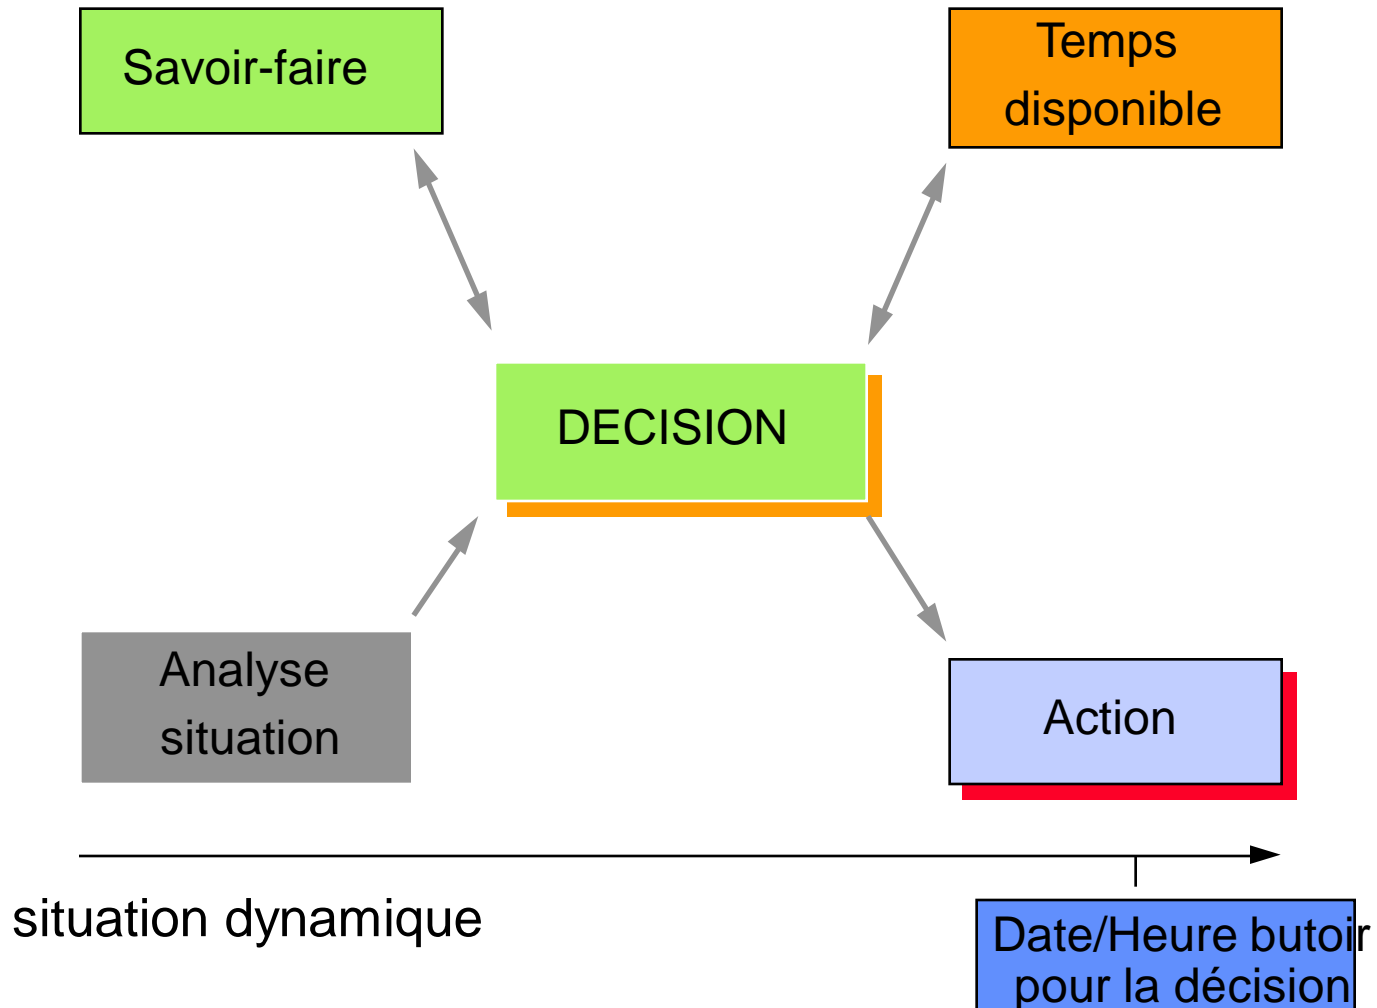 Savoir-faire
Temps
disponible
DECISION
Analyse
situation
Action
situation dynamique
Date/Heure butoir
pour la décision